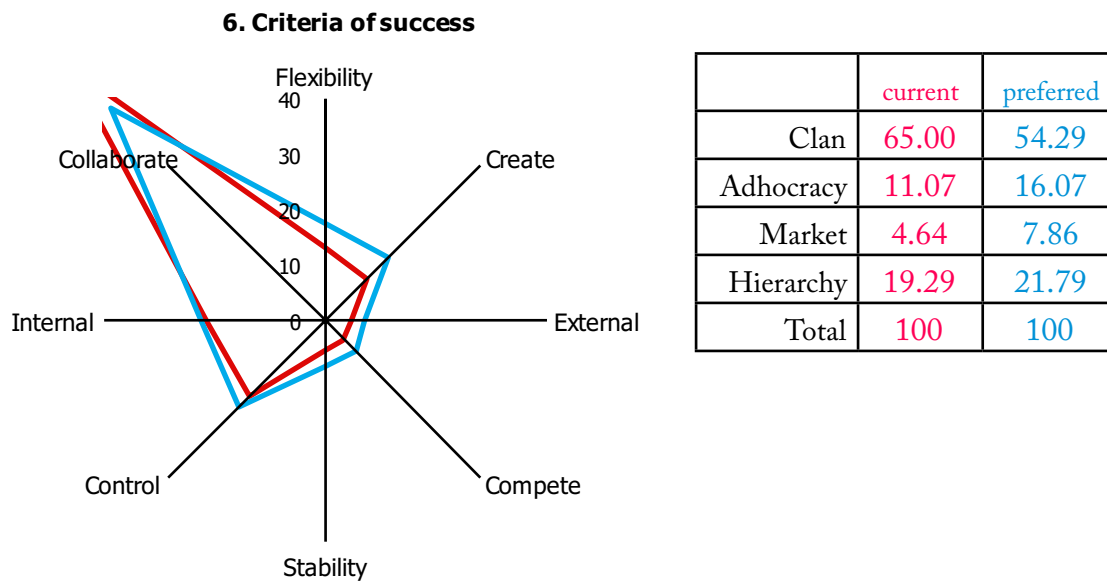 6. Criteria of success
Flexibility
40
30
20
10
0
Collaborate
Create
Internal
External
Control
Compete
Stability
current preferred
Clan 65.00 54.29
Adhocracy 11.07 16.07
Market 4.64 7.86
Hierarchy 19.29 21.79
Total 100 100